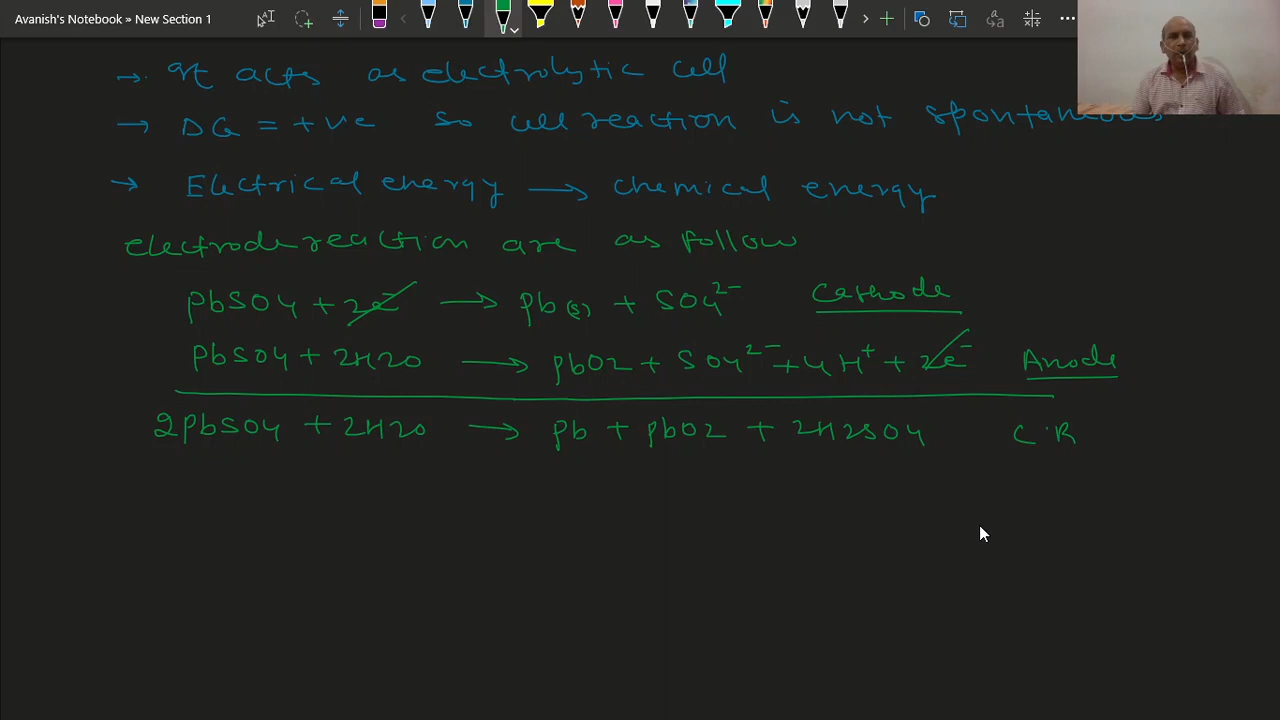 Avanish's Notebook » New Section 1
→ It acts as electrolytic cell
→ DG = +ve so cell reaction is not spontaneous
→ Electrical energy → chemical energy
electrode reaction are as follow
PbSO4 + 2e⁻ → Pb(s) + SO4²⁻ Cathode
PbSO4 + 2H2O → PbO2 + SO4²⁻ + 4H⁺ + 2e⁻ Anode
2PbSO4 + 2H2O → Pb + PbO2 + 2H2SO4 C.R